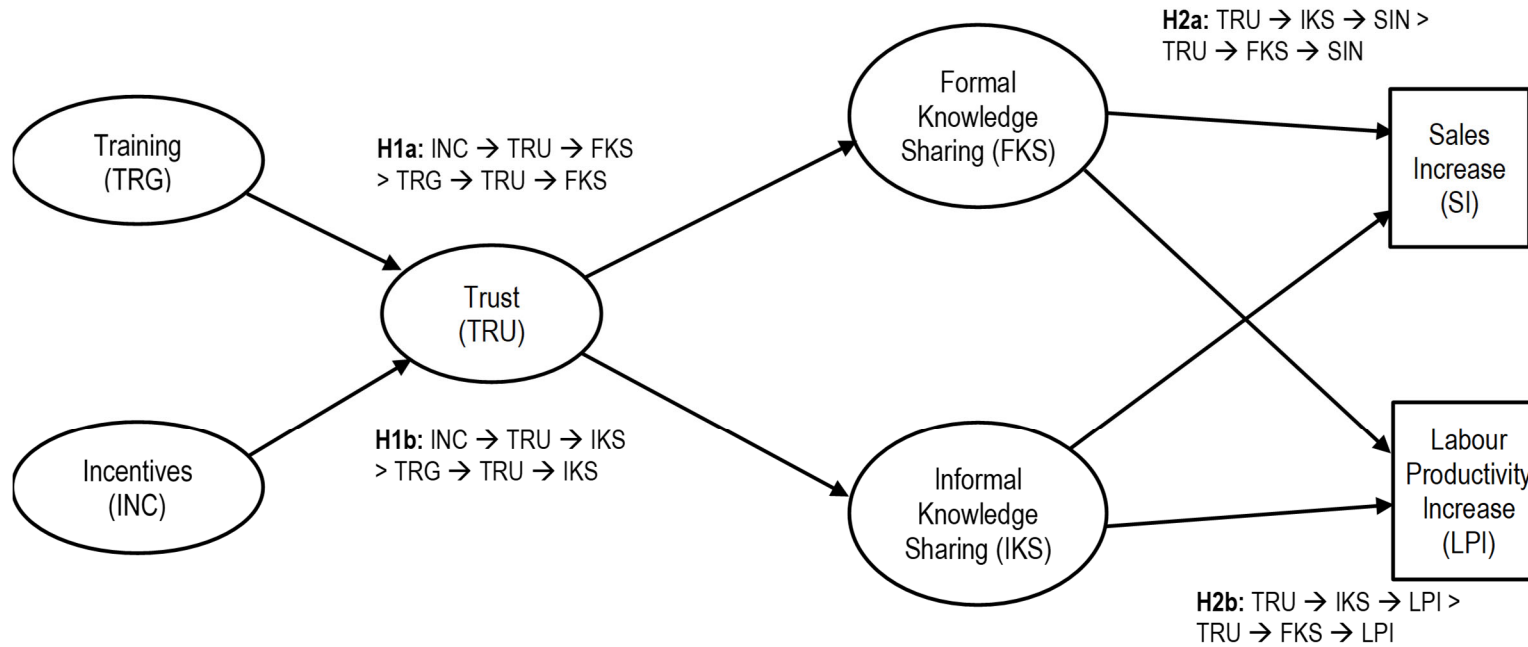 H2a: TRU → IKS → SIN >
TRU → FKS → SIN
Formal
Knowledge
Sharing (FKS)
Training
(TRG)
H1a: INC → TRU → FKS
> TRG → TRU → FKS
Sales
Increase
(SI)
Trust
(TRU)
H1b: INC → TRU → IKS
> TRG → TRU → IKS
Incentives
(INC)
Informal
Knowledge
Sharing (IKS)
Labour
Productivity
Increase
(LPI)
H2b: TRU → IKS → LPI >
TRU → FKS → LPI